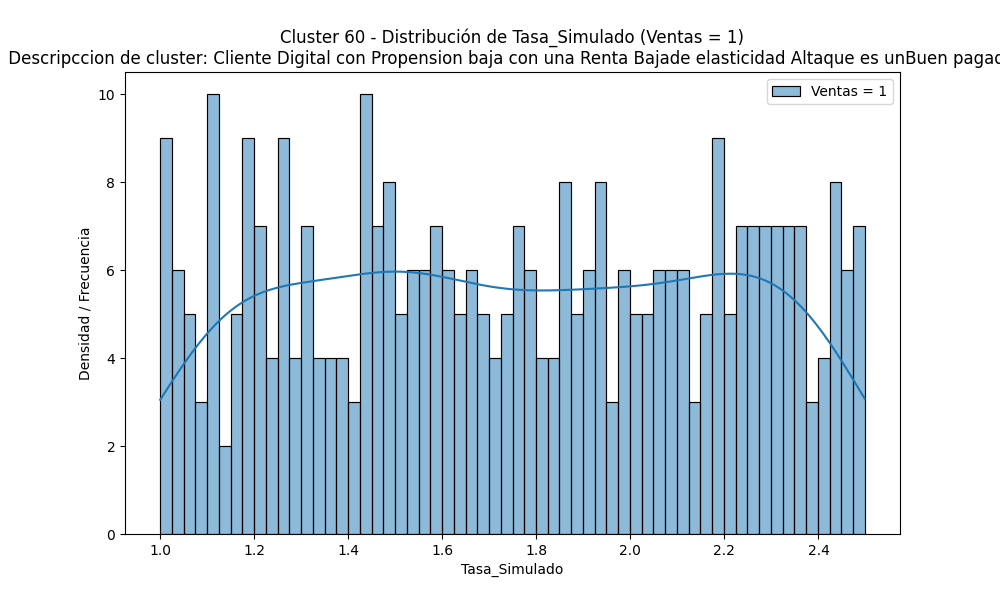 Cluster 60 - Distribución de Tasa_Simulado (Ventas = 1)
Descripccion de cluster: Cliente Digital con Propension baja con una Renta Bajade elasticidad Altaque es unBuen pagad
Ventas = 1
Densidad / Frecuencia
10
8
6
4
2
0
1.0 1.2 1.4 1.6 1.8 2.0 2.2 2.4
Tasa_Simulado